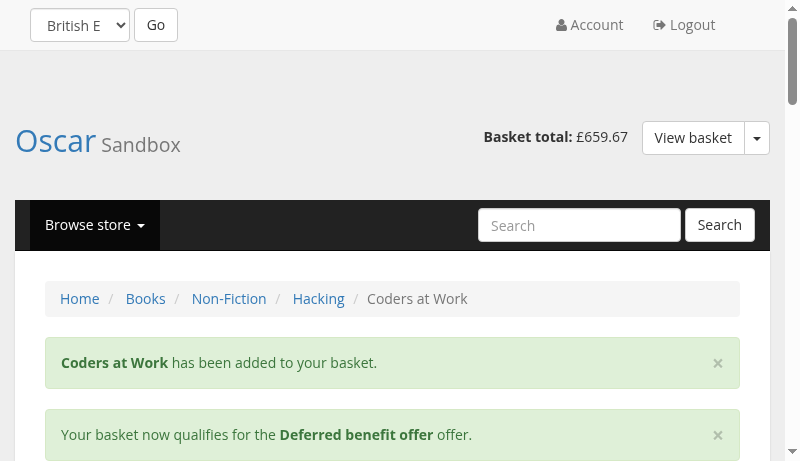 British E
Go
Account
Logout
Oscar Sandbox
Basket total: £659.67
View basket
Browse store
Search
Search
Home / Books / Non-Fiction / Hacking / Coders at Work
Coders at Work has been added to your basket.
×
Your basket now qualifies for the Deferred benefit offer offer.
×